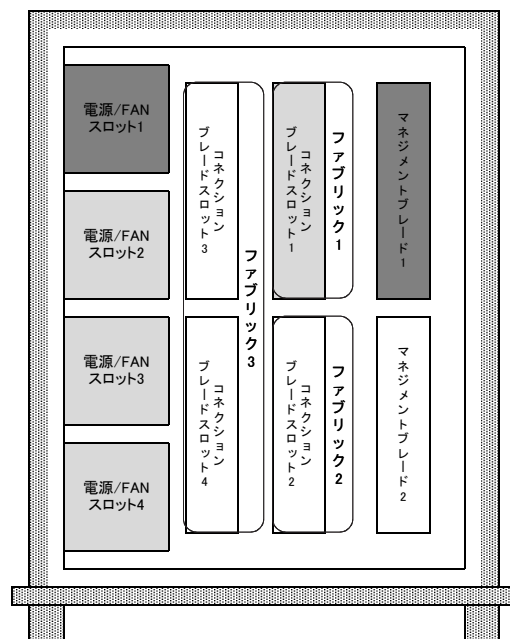 電源/FAN
スロット1
電源/FAN
スロット2
電源/FAN
スロット3
電源/FAN
スロット4
コネクション
ブレードスロット3
コネクション
ブレードスロット4
ファブリック3
コネクション
ブレードスロット1
ファブリック1
コネクション
ブレードスロット2
ファブリック2
マネジメントブレード1
マネジメントブレード2